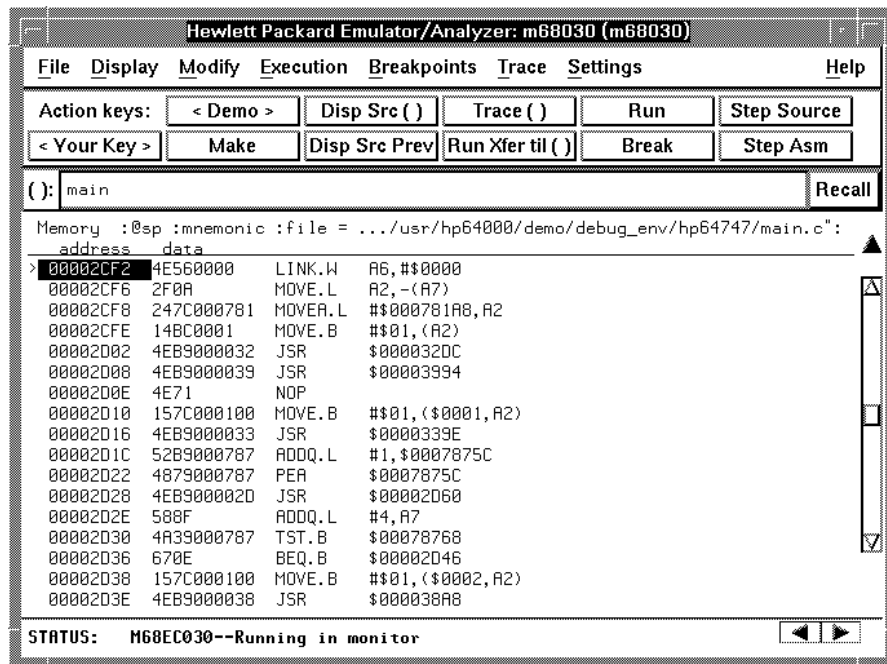 Hewlett Packard Emulator/Analyzer: m68030 (m68030)
File Display Modify Execution Breakpoints Trace Settings Help
Action keys: < Demo > Disp Src ( ) Trace ( ) Run Step Source
< Your Key > Make Disp Src Prev Run Xfer til ( ) Break Step Asm
( ): main Recall
Memory :@sp :mnemonic :file = .../usr/hp64000/demo/debug_env/hp64747/main.c":
address data
> 00002CF2 4E560000 LINK.W A6,#$0000
00002CF6 2F0A MOVE.L A2,-(A7)
00002CF8 247C000781 MOVEA.L #$000781A8,A2
00002CFE 14BC0001 MOVE.B #$01,(A2)
00002D02 4EB9000032 JSR $000032DC
00002D08 4EB9000039 JSR $00003994
00002D0E 4E71 NOP
00002D10 157C000100 MOVE.B #$01,($0001,A2)
00002D16 4EB9000033 JSR $0000339E
00002D1C 52B9000787 ADDQ.L #1,$0007875C
00002D22 4879000787 PEA $0007875C
00002D28 4EB900002D JSR $00002D60
00002D2E 588F ADDQ.L #4,A7
00002D30 4A39000787 TST.B $00078768
00002D36 670E BEQ.B $00002D46
00002D38 157C000100 MOVE.B #$01,($0002,A2)
00002D3E 4EB9000038 JSR $000038A8
STATUS: M68EC030--Running in monitor